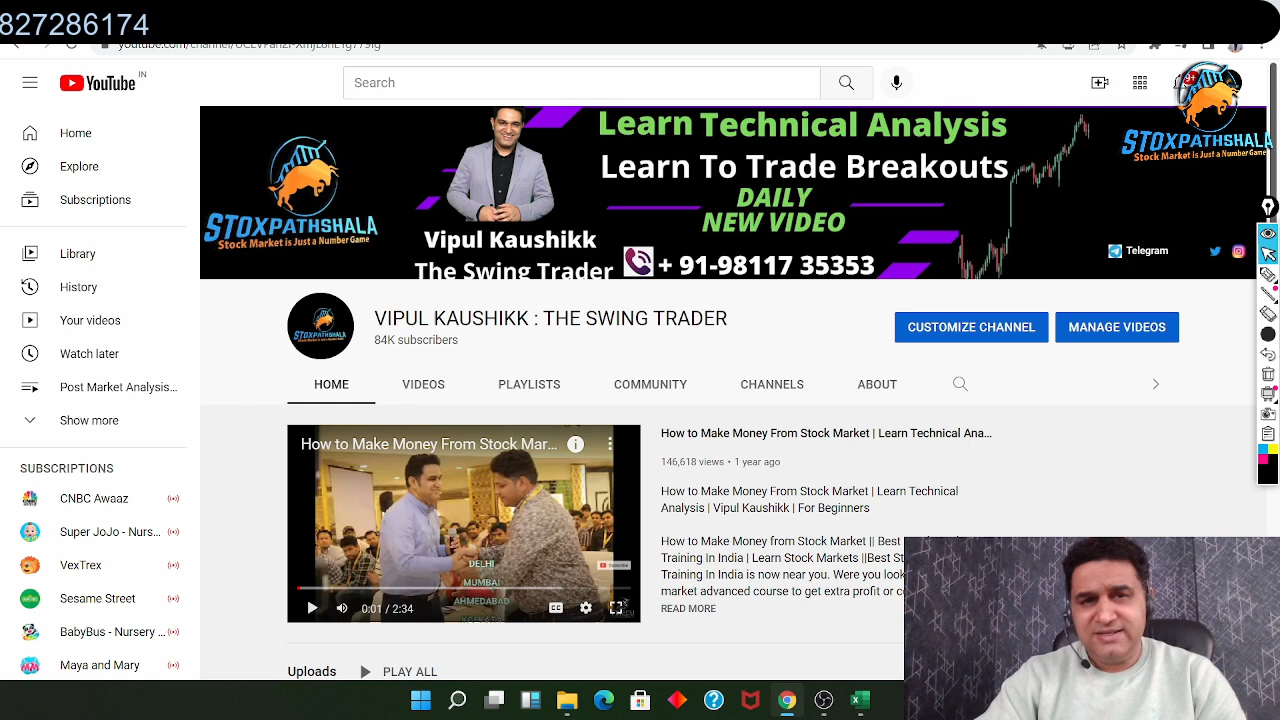 827286174
YouTube IN
Search
9+
STOXPATHSHALA
Stock Market is Just a Number Game
Home
Explore
Subscriptions
Library
History
Your videos
Watch later
Post Market Analysis...
Show more
SUBSCRIPTIONS
CNBC Awaaz
Super JoJo - Nurs...
VexTrex
Sesame Street
BabyBus - Nursery ...
Maya and Mary
STOXPATHSHALA
Stock Market is Just a Number Game
Learn Technical Analysis
Learn To Trade Breakouts
DAILY
NEW VIDEO
Vipul Kaushikk
The Swing Trader
+ 91-98117 35353
Telegram
STOXPATHSHALA
VIPUL KAUSHIKK : THE SWING TRADER
84K subscribers
CUSTOMIZE CHANNEL
MANAGE VIDEOS
HOME
VIDEOS
PLAYLISTS
COMMUNITY
CHANNELS
ABOUT
How to Make Money From Stock Mar...
DELHI
MUMBAI
AHMEDABAD
KOLKATA
Subscribe
0:01 / 2:34
CC
How to Make Money From Stock Market | Learn Technical Ana...
146,618 views • 1 year ago
How to Make Money From Stock Market | Learn Technical
Analysis | Vipul Kaushikk | For Beginners
How to Make Money From Stock Market || Best
Training In India | Learn Stock Markets ||Best St
Training In India is now near you. Were you look
market advanced course to get extra profit or c
READ MORE
Uploads
PLAY ALL